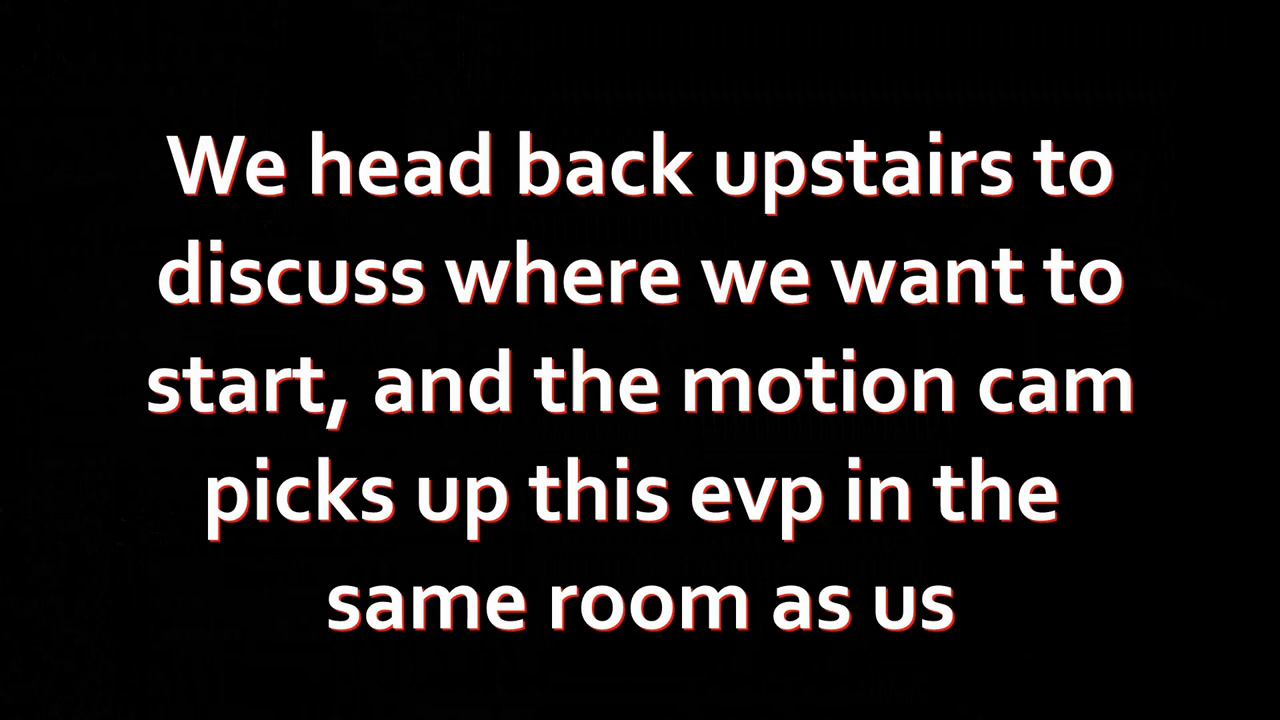 We head back upstairs to
discuss where we want to
start, and the motion cam
picks up this evp in the
same room as us